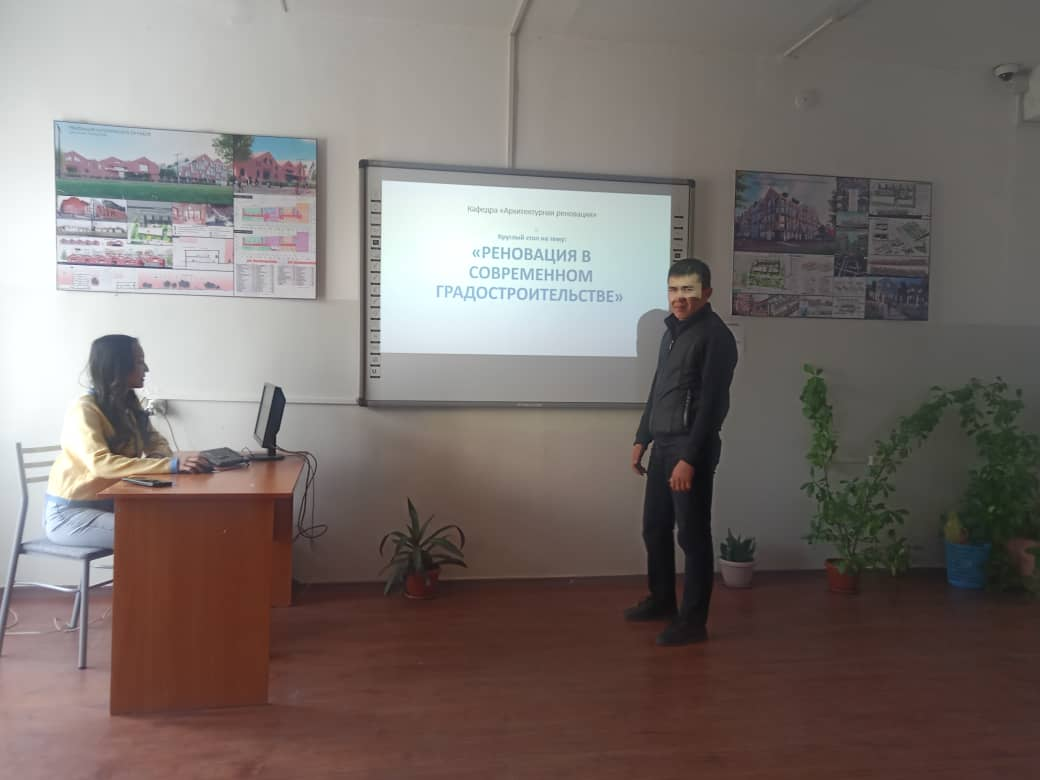 Кафедра «Архитектурная реновация»
Круглый стол на тему:
«РЕНОВАЦИЯ В
СОВРЕМЕННОМ
ГРАДОСТРОИТЕЛЬСТВЕ»